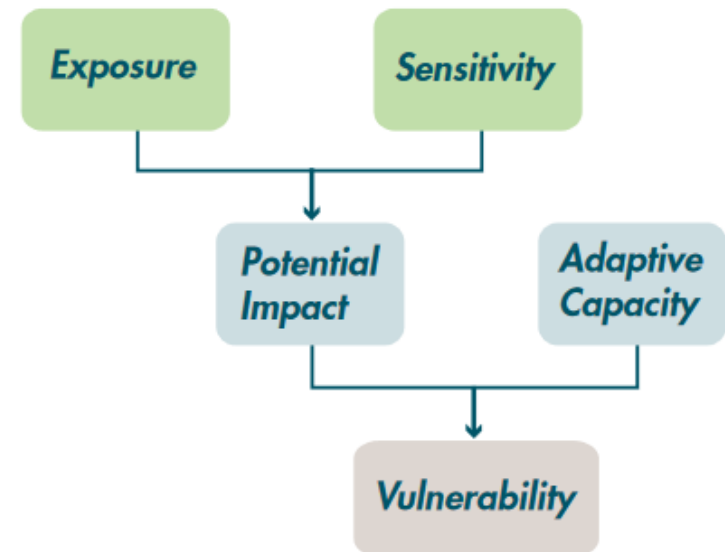 Exposure
Sensitivity
Potential
Impact
Adaptive
Capacity
Vulnerability